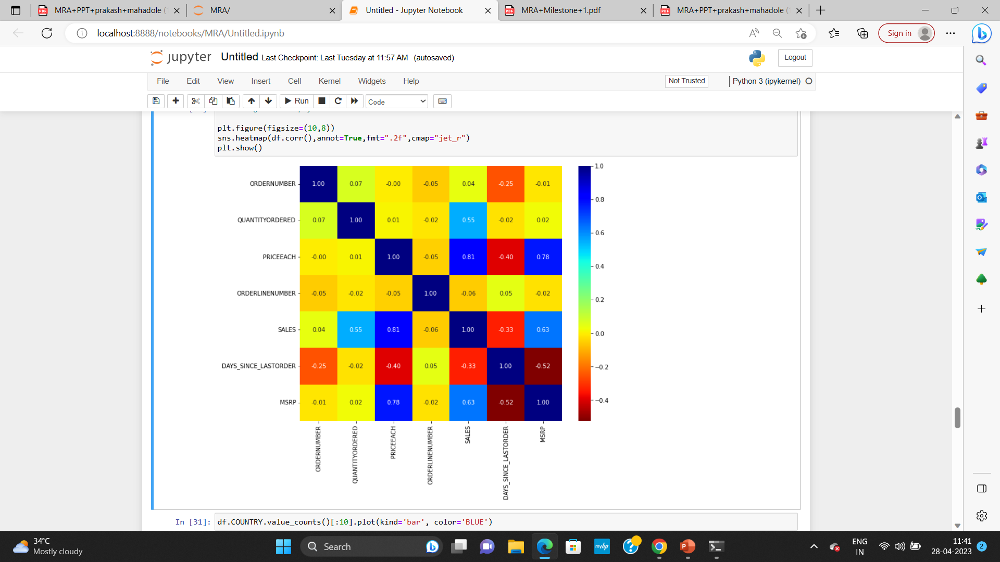 MRA+PPT+prakash+mahadole (
MRA/
Untitled - Jupyter Notebook
MRA+Milestone+1.pdf
MRA+PPT+prakash+mahadole (
localhost:8888/notebooks/MRA/Untitled.ipynb
Sign in
jupyter Untitled Last Checkpoint: Last Tuesday at 11:57 AM (autosaved)
Logout
File Edit View Insert Cell Kernel Widgets Help
Not Trusted
Python 3 (ipykernel)
Run
Code
plt.figure(figsize=(10,8))
sns.heatmap(df.corr(),annot=True,fmt=".2f",cmap="jet_r")
plt.show()
ORDERNUMBER 1.00 0.07 -0.00 -0.05 0.04 -0.25 -0.01
QUANTITYORDERED 0.07 1.00 0.01 -0.02 0.55 -0.02 0.02
PRICEEACH -0.00 0.01 1.00 -0.05 0.81 -0.40 0.78
ORDERLINENUMBER -0.05 -0.02 -0.05 1.00 -0.06 0.05 -0.02
SALES 0.04 0.55 0.81 -0.06 1.00 -0.33 0.63
DAYS_SINCE_LASTORDER -0.25 -0.02 -0.40 0.05 -0.33 1.00 -0.52
MSRP -0.01 0.02 0.78 -0.02 0.63 -0.52 1.00
ORDERNUMBER
QUANTITYORDERED
PRICEEACH
ORDERLINENUMBER
SALES
DAYS_SINCE_LASTORDER
MSRP
1.0
0.8
0.6
0.4
0.2
0.0
−0.2
−0.4
In [31]: df.COUNTRY.value_counts()[:10].plot(kind='bar', color='BLUE')
34°C
Mostly cloudy
Search
myhp
ENG
IN
11:41
28-04-2023
2